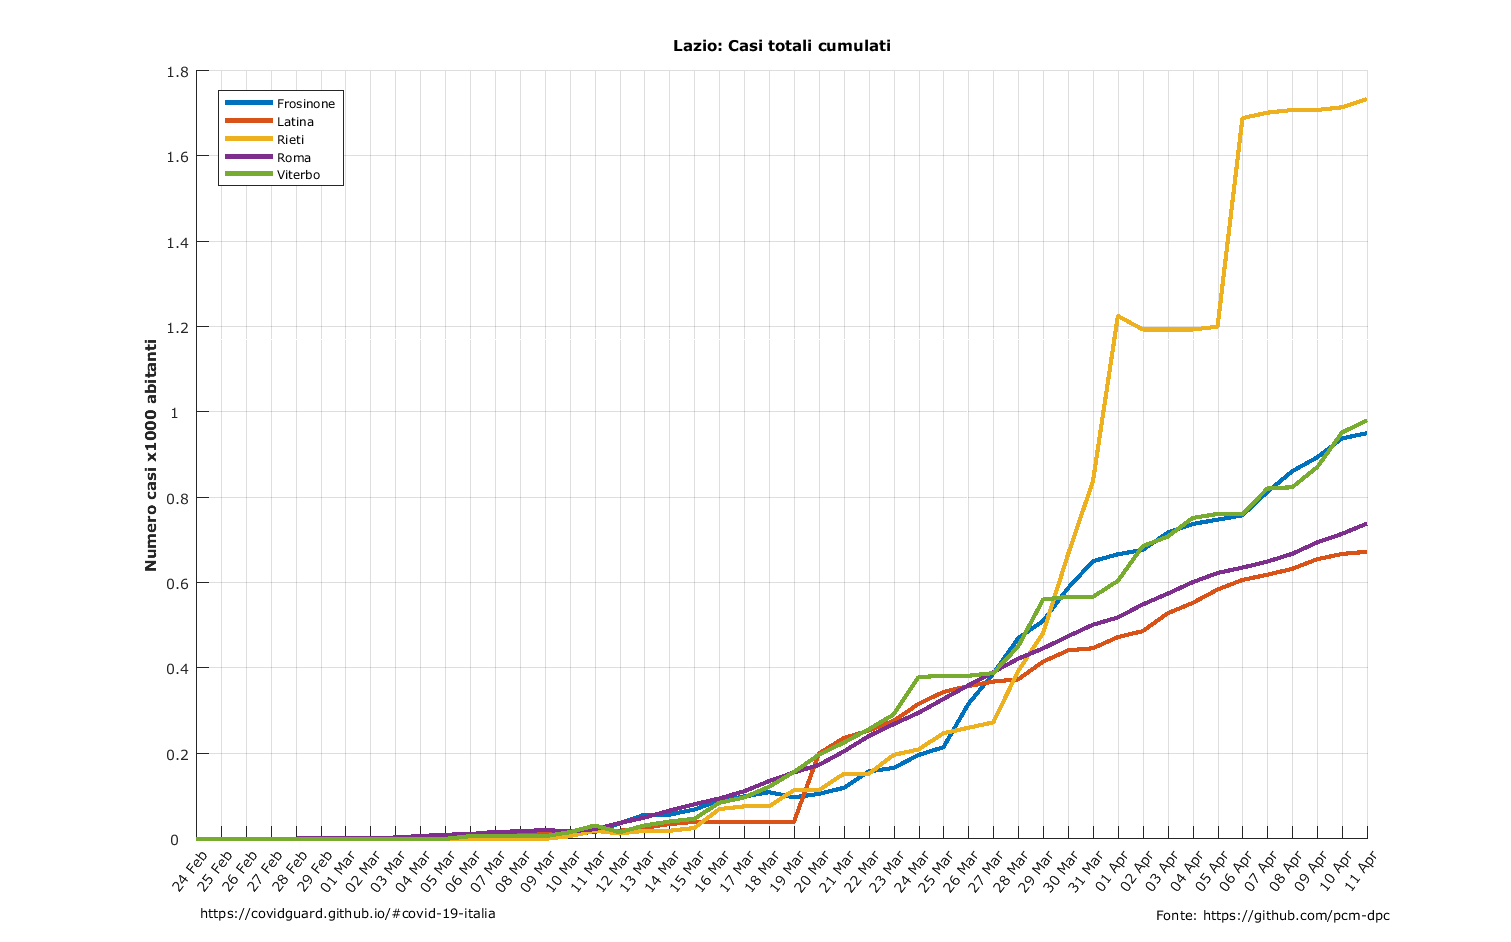 Lazio: Casi totali cumulati
Numero casi x1000 abitanti
1.8
1.6
1.4
1.2
1
0.8
0.6
0.4
0.2
0
Frosinone
Latina
Rieti
Roma
Viterbo
24 Feb
25 Feb
26 Feb
27 Feb
28 Feb
29 Feb
01 Mar
02 Mar
03 Mar
04 Mar
05 Mar
06 Mar
07 Mar
08 Mar
09 Mar
10 Mar
11 Mar
12 Mar
13 Mar
14 Mar
15 Mar
16 Mar
17 Mar
18 Mar
19 Mar
20 Mar
21 Mar
22 Mar
23 Mar
24 Mar
25 Mar
26 Mar
27 Mar
28 Mar
29 Mar
30 Mar
31 Mar
01 Apr
02 Apr
03 Apr
04 Apr
05 Apr
06 Apr
07 Apr
08 Apr
09 Apr
10 Apr
11 Apr
https://covidguard.github.io/#covid-19-italia
Fonte: https://github.com/pcm-dpc